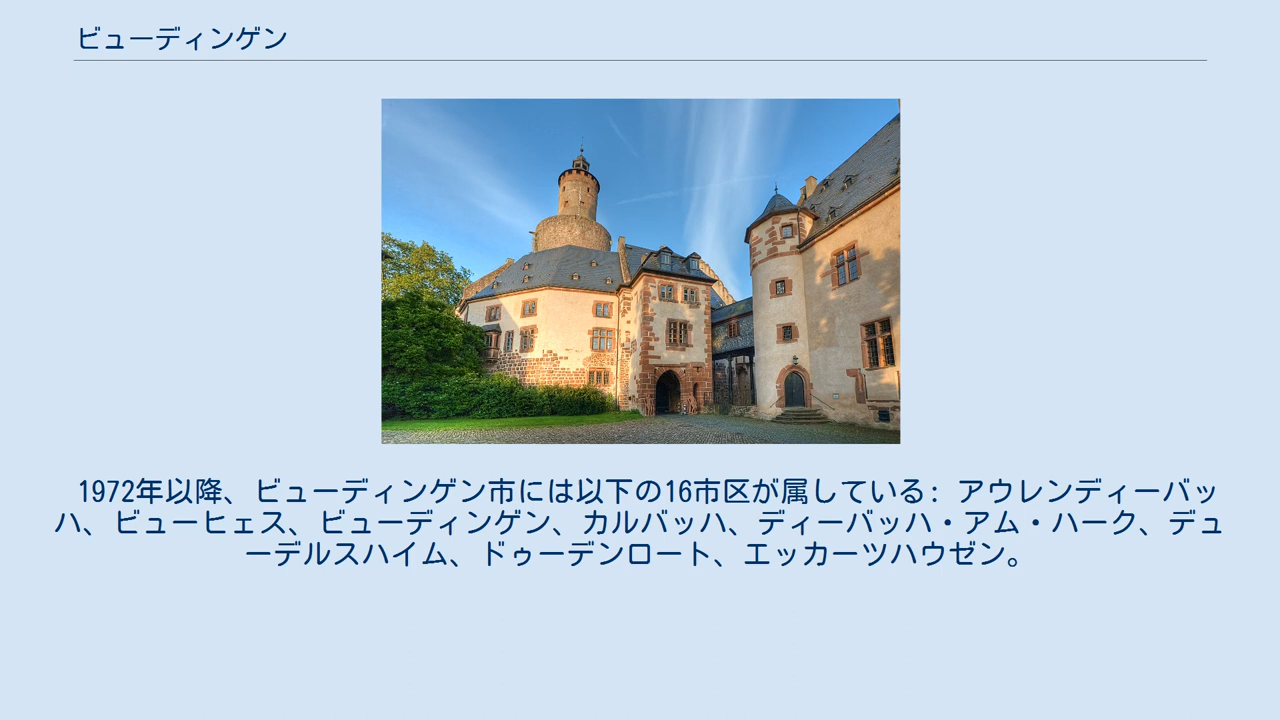 ビューディンゲン
1972年以降、ビューディンゲン市には以下の16市区が属している: アウレンディーバッ
ハ、ビューヒェス、ビューディンゲン、カルバッハ、ディーバッハ・アム・ハーク、デュ
ーデルスハイム、ドゥーデンロート、エッカーツハウゼン。